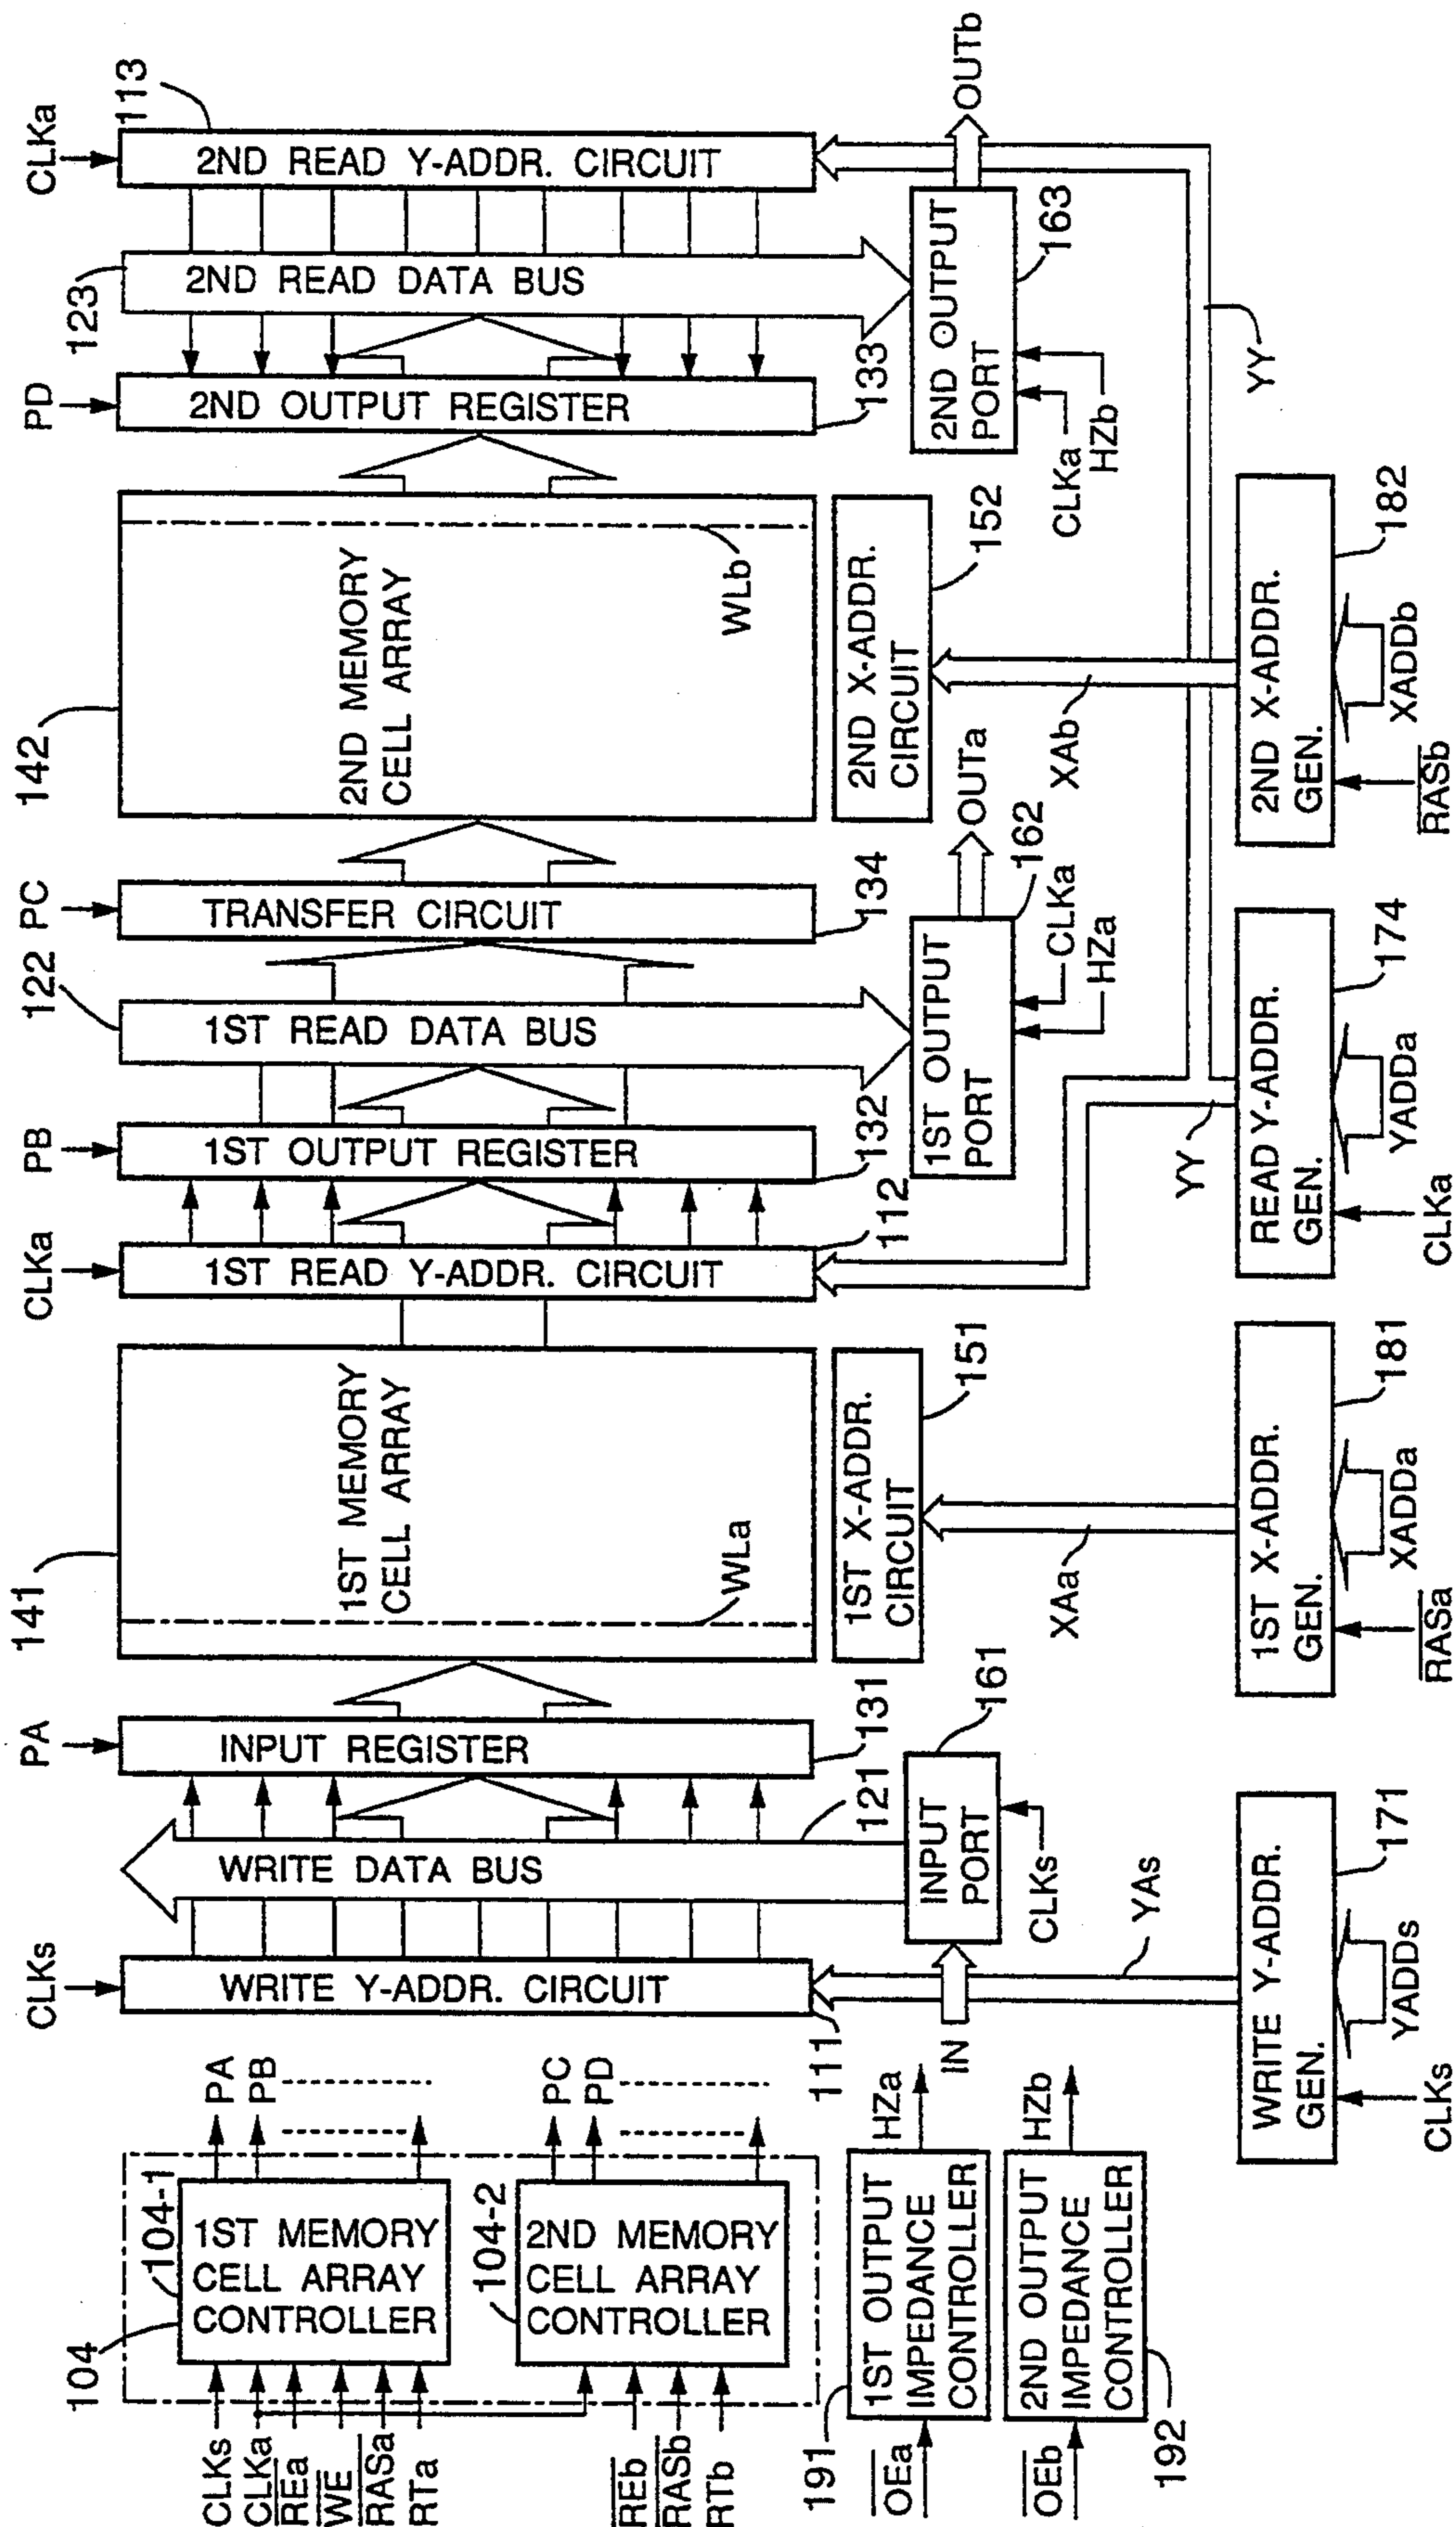 CLKs
CLKa
REa
WE
RASa
RTa
REb
RASb
RTb
104
104-1
1ST MEMORY
CELL ARRAY
CONTROLLER
104-2
2ND MEMORY
CELL ARRAY
CONTROLLER
PA
PB
PC
PD
191
OEa
1ST OUTPUT
IMPEDANCE
CONTROLLER
HZa
OEb
2ND OUTPUT
IMPEDANCE
CONTROLLER
192
HZb
CLKs
WRITE Y-ADDR. CIRCUIT
111
WRITE DATA BUS
121
PA
INPUT REGISTER
131
IN
INPUT
PORT
161
CLKs
YAs
WRITE Y-ADDR.
GEN.
171
CLKs
YADDs
141
1ST MEMORY
CELL ARRAY
WLa
1ST X-ADDR.
CIRCUIT
151
XAa
1ST X-ADDR.
GEN.
181
RASa
XADDa
CLKa
1ST READ Y-ADDR. CIRCUIT
112
PB
1ST OUTPUT REGISTER
132
122
1ST READ DATA BUS
PC
TRANSFER CIRCUIT
134
1ST OUTPUT
PORT
162
OUTa
CLKa
HZa
YY
READ Y-ADDR.
GEN.
174
CLKa
YADDa
142
2ND MEMORY
CELL ARRAY
WLb
2ND X-ADDR.
CIRCUIT
152
XAb
2ND X-ADDR.
GEN.
182
RASb
XADDb
PD
2ND OUTPUT REGISTER
133
123
2ND READ DATA BUS
CLKa
2ND READ Y-ADDR. CIRCUIT
113
2ND OUTPUT
PORT
163
OUTb
CLKa
HZb
YY